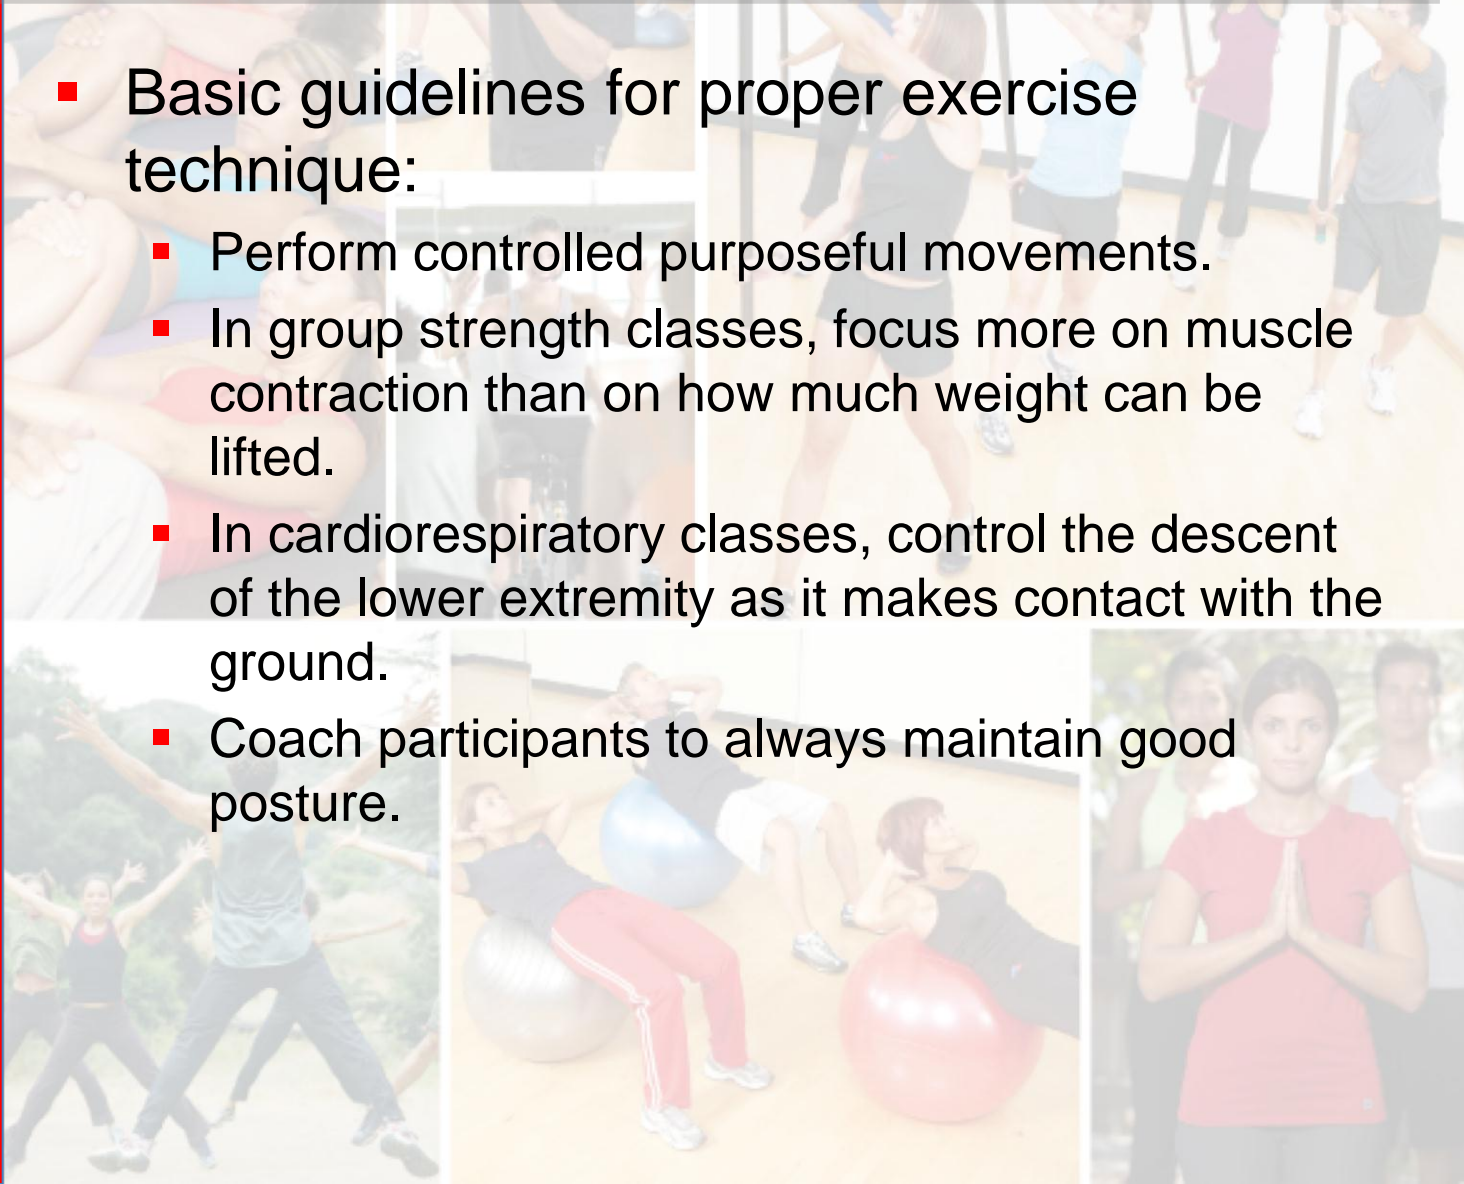 Basic guidelines for proper exercise
technique:
Perform controlled purposeful movements.
In group strength classes, focus more on muscle
contraction than on how much weight can be
lifted.
In cardiorespiratory classes, control the descent
of the lower extremity as it makes contact with the
ground.
Coach participants to always maintain good
posture.